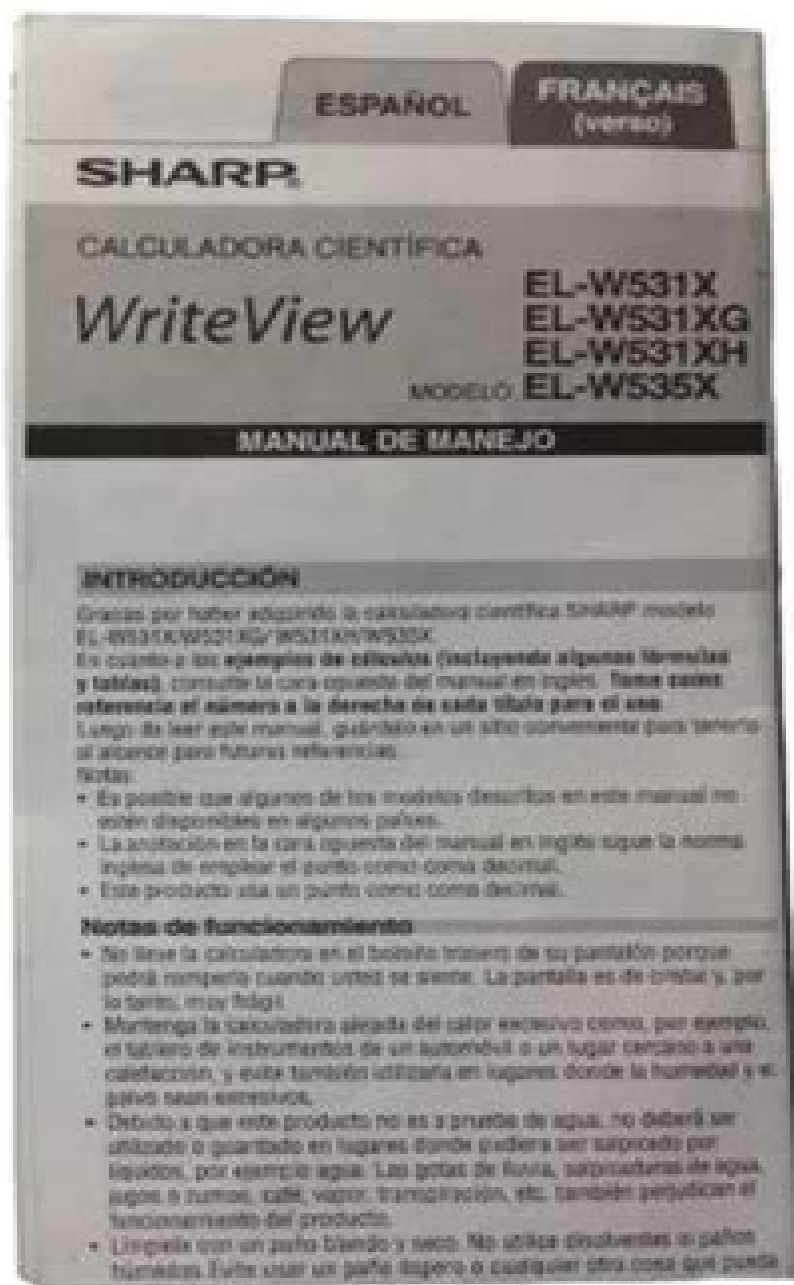 ESPAÑOL
FRANÇAIS
(verso)
SHARP®
CALCULADORA CIENTÍFICA
WriteView
EL-W531X
EL-W531XG
EL-W531XH
MODELO EL-W535X
MANUAL DE MANEJO
INTRODUCCIÓN
Gracias por haber adquirido la calculadora científica SHARP modelo
EL-W531X/W531XG/W531XH/W535X.
En cuanto a los ejemplos de cálculos (incluyendo algunas fórmulas
y tablas), consulte la cara opuesta del manual en inglés. Tome como
referencia el número a la derecha de cada título para el uso.
Luego de leer este manual, guárdelo en un sitio conveniente para tenerlo
al alcance para futuras referencias.
Notas:
• Es posible que algunos de los modelos descritos en este manual no
estén disponibles en algunos países.
• La anotación en la cara opuesta del manual en inglés sigue la norma
inglesa de emplear el punto como coma decimal.
• Este producto usa un punto como coma decimal.
Notas de funcionamiento
• No lleve la calculadora en el bolsillo trasero de su pantalón porque
podrá romperla cuando usted se siente. La pantalla es de cristal y, por
lo tanto, muy frágil.
• Mantenga la calculadora alejada del calor excesivo como, por ejemplo,
el tablero de instrumentos de un automóvil o un lugar cercano a una
calefacción, y evite también utilizarla en lugares donde la humedad y el
polvo sean excesivos.
• Debido a que este producto no es a prueba de agua, no deberá ser
utilizado o guardado en lugares donde pudiera ser salpicado por
líquidos, por ejemplo agua. Las gotas de lluvia, salpicaduras de agua,
jugos o zumos, café, vapor, transpiración, etc. también perjudican el
funcionamiento del producto.
• Límpiela con un paño blando y seco. No utilice disolventes ni paños
húmedos. Evite usar un paño áspero o cualquier otra cosa que pueda